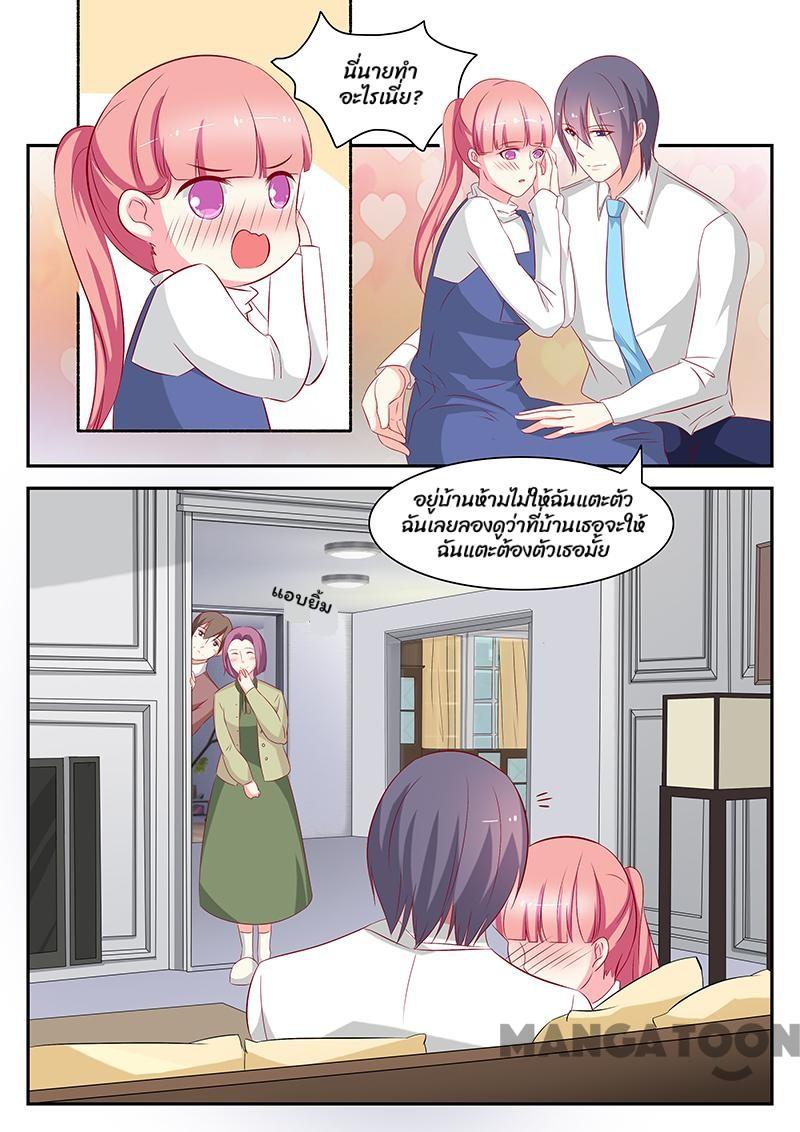 นี่นายทำ
อะไรเนี่ย?
อยู่บ้านห้ามไม่ให้ฉันแตะตัว
ฉันเลยลองดูว่าที่บ้านเธอจะให้
ฉันแตะต้องตัวเธอมั้ย
แอบยิ้ม
MANGATOON